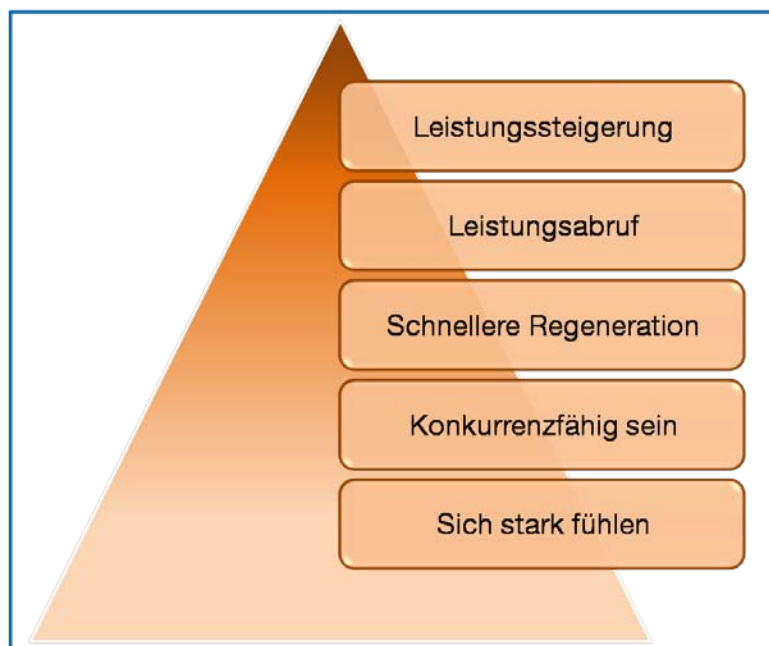 Leistungssteigerung
Leistungsabruf
Schnellere Regeneration
Konkurrenzfähig sein
Sich stark fühlen